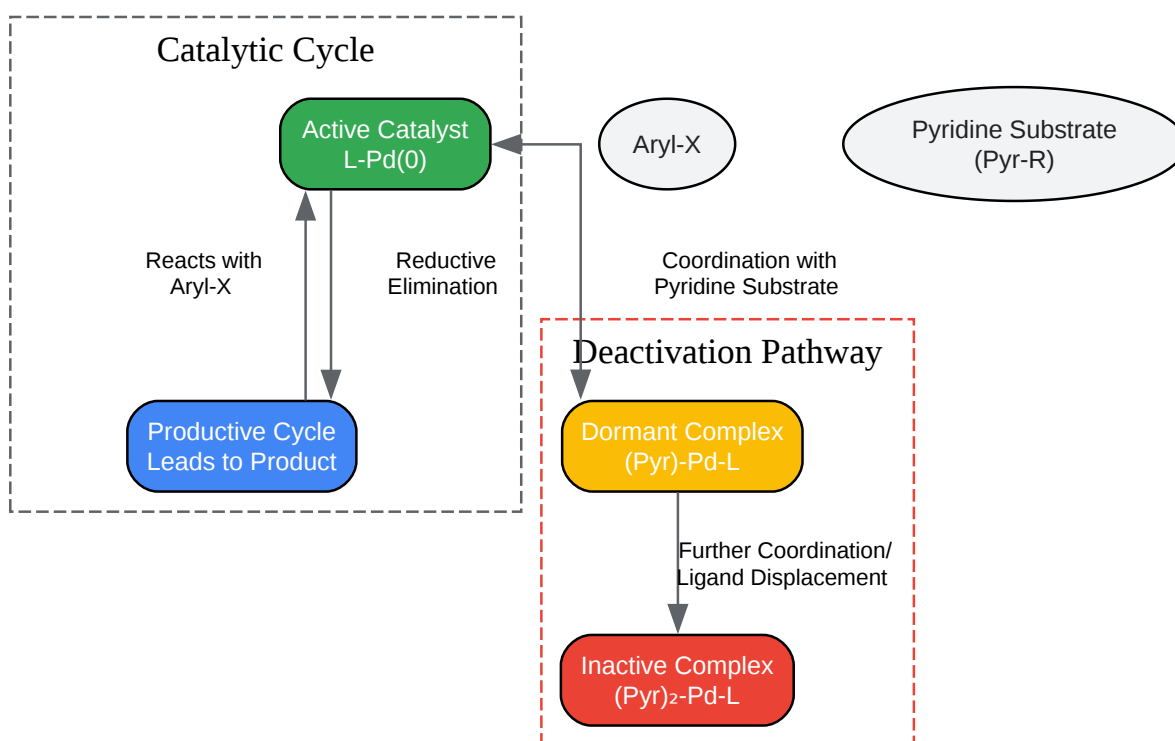 Catalytic Cycle
Active Catalyst
L-Pd(0)
Aryl-X
Pyridine Substrate
(Pyr-R)
Reacts with
Aryl-X
Reductive
Elimination
Coordination with
Pyridine Substrate
Deactivation Pathway
Productive Cycle
Leads to Product
Dormant Complex
(Pyr)-Pd-L
Further Coordination/
Ligand Displacement
Inactive Complex
(Pyr)₂-Pd-L